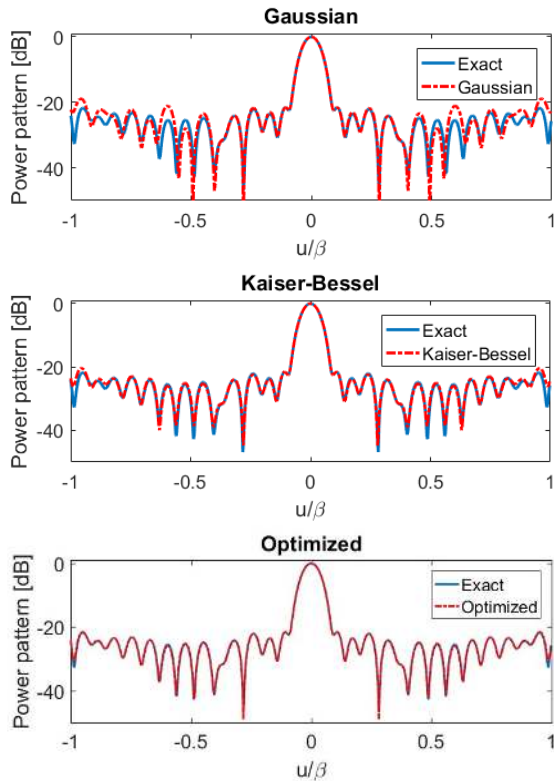 Gaussian
Power pattern [dB]
0
-20
-40
Exact
Gaussian
-1
-0.5
0
0.5
1
u/β
Kaiser-Bessel
Power pattern [dB]
0
-20
-40
Exact
Kaiser-Bessel
-1
-0.5
0
0.5
1
u/β
Optimized
Power pattern [dB]
0
-20
-40
Exact
Optimized
-1
-0.5
0
0.5
1
u/β